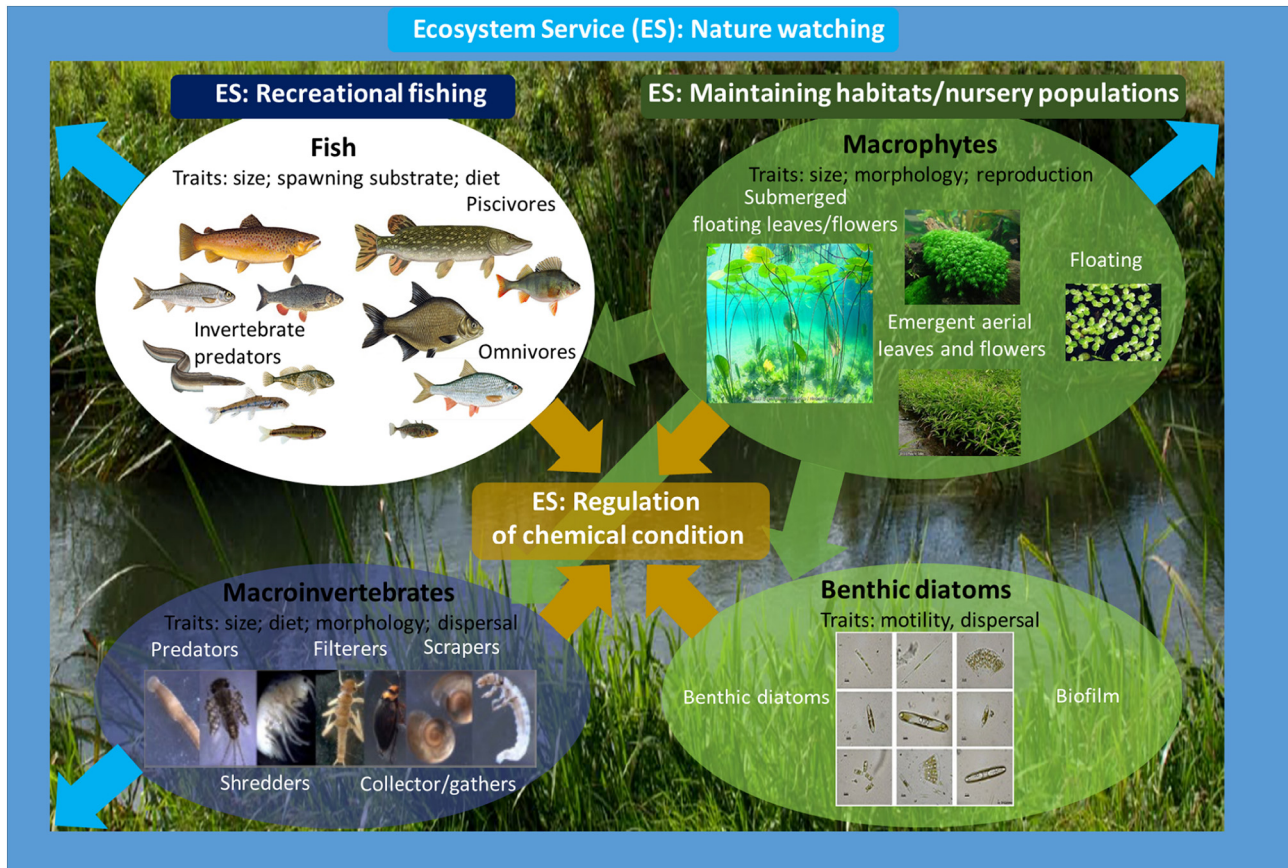 Ecosystem Service (ES): Nature watching
ES: Recreational fishing
ES: Maintaining habitats/nursery populations
Fish
Traits: size; spawning substrate; diet
Piscivores
Invertebrate
predators
Omnivores
Macrophytes
Traits: size; morphology; reproduction
Submerged
floating leaves/flowers
Floating
Emergent aerial
leaves and flowers
ES: Regulation
of chemical condition
Macroinvertebrates
Traits: size; diet; morphology; dispersal
Predators
Filterers
Scrapers
Shredders
Collector/gathers
Benthic diatoms
Traits: motility, dispersal
Benthic diatoms
Biofilm